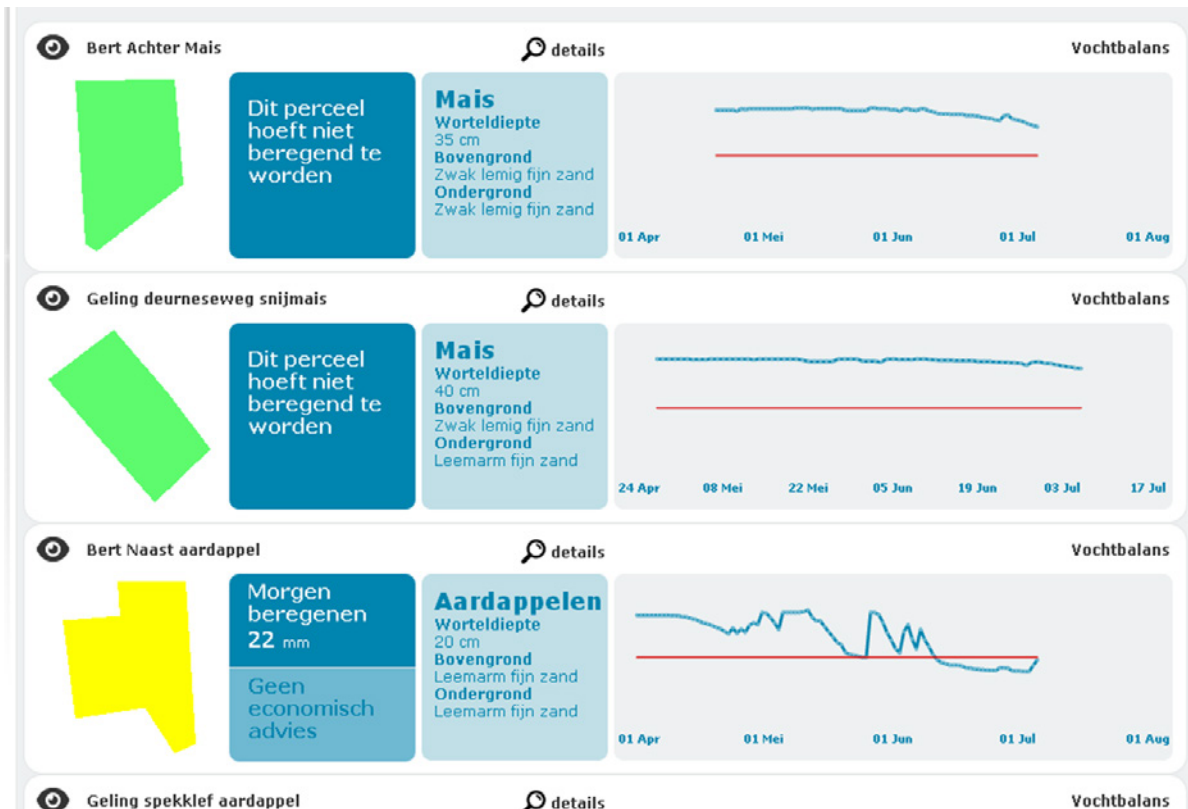 Bert Achter Mais
details
Vochtbalans
Dit perceel
hoeft niet
beregend te
worden
Mais
Worteldiepte
35 cm
Bovengrond
Zwak lemig fijn zand
Ondergrond
Zwak lemig fijn zand
01 Apr 01 Mei 01 Jun 01 Jul 01 Aug
Geling deurneseweg snijmais
details
Vochtbalans
Dit perceel
hoeft niet
beregend te
worden
Mais
Worteldiepte
40 cm
Bovengrond
Zwak lemig fijn zand
Ondergrond
Leemarm fijn zand
24 Apr 08 Mei 22 Mei 05 Jun 19 Jun 03 Jul 17 Jul
Bert Naast aardappel
details
Vochtbalans
Morgen
beregenen
22 mm
Geen
economisch
advies
Aardappelen
Worteldiepte
20 cm
Bovengrond
Leemarm fijn zand
Ondergrond
Leemarm fijn zand
01 Apr 01 Mei 01 Jun 01 Jul 01 Aug
Geling spekklef aardappel
details
Vochtbalans